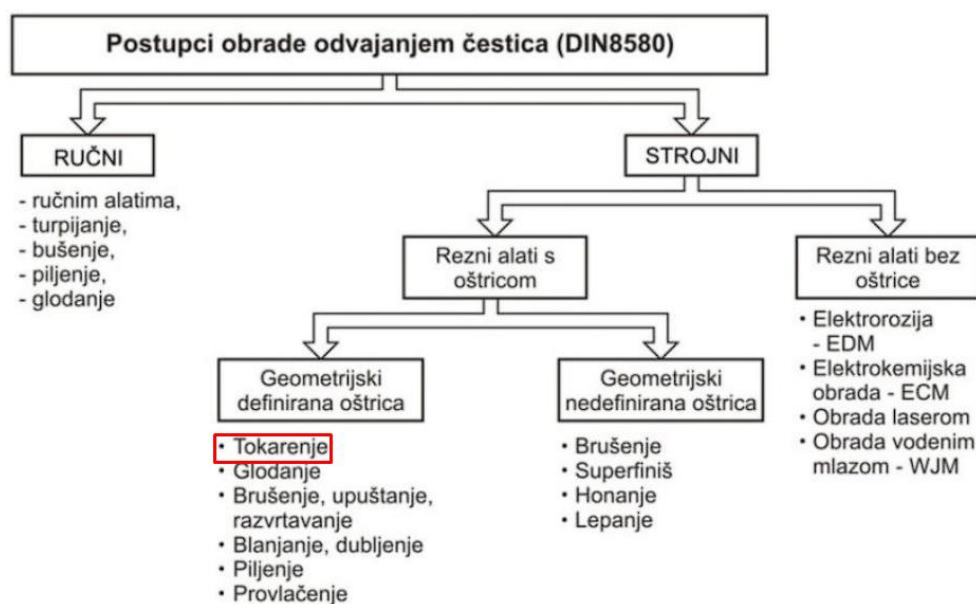 Postupci obrade odvajanjem čestica (DIN8580)
RUČNI
- ručnim alatima,
- turpijanje,
- bušenje,
- piljenje,
- glodanje
STROJNI
Rezni alati s
oštricom
Rezni alati bez
oštrice
• Elektrorozija
- EDM
• Elektrokemijska
obrada - ECM
• Obrada laserom
• Obrada vodenim
mlazom - WJM
Geometrijski
definirana oštrica
• Tokarenje
• Glodanje
• Brušenje, upuštanje,
razvrtavanje
• Blanjanje, dubljenje
• Piljenje
• Provlačenje
Geometrijski
nedefinirana oštrica
• Brušenje
• Superfiniš
• Honanje
• Lepanje